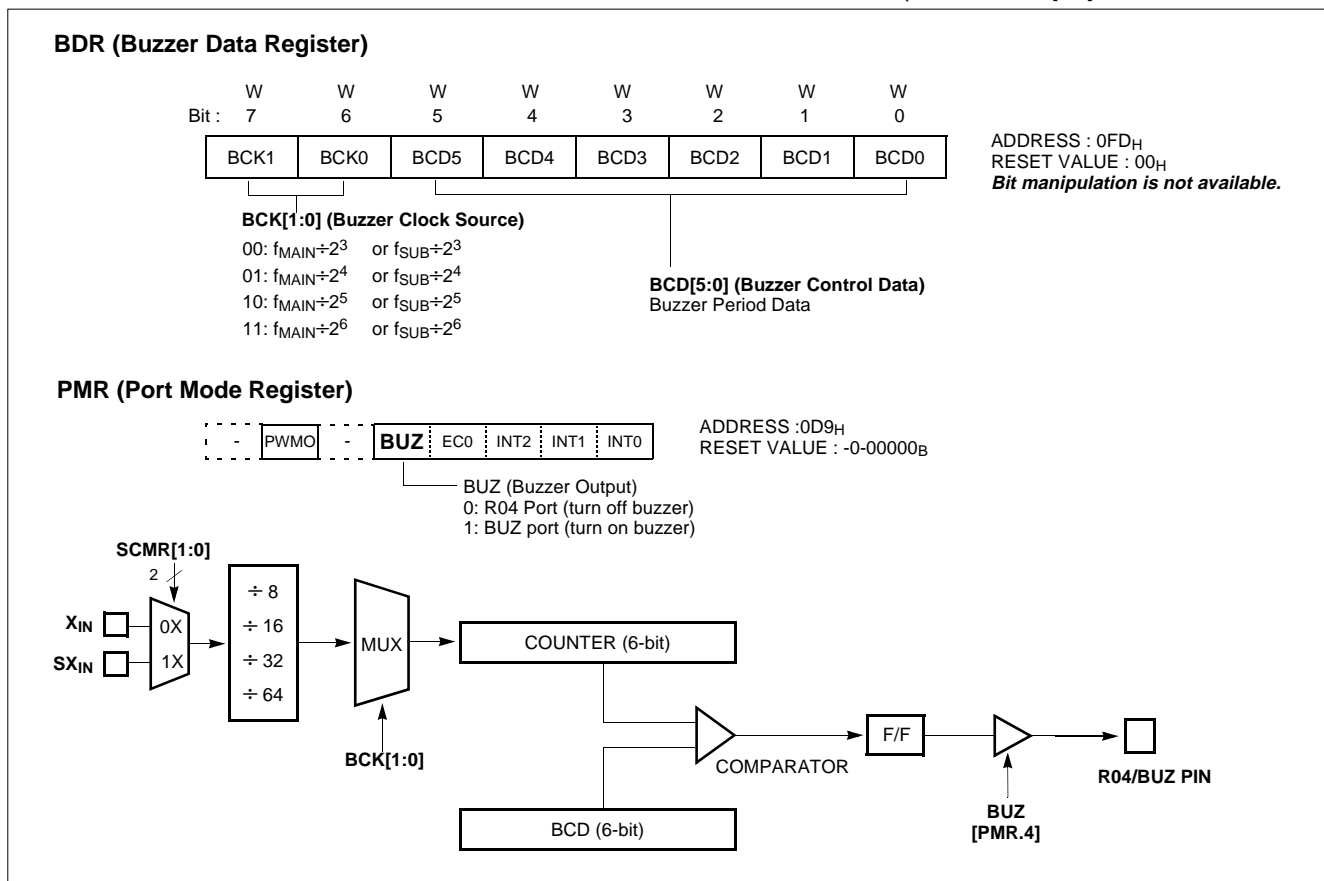 BDR (Buzzer Data Register)
W W W W W W W W
Bit : 7 6 5 4 3 2 1 0
BCK1 BCK0 BCD5 BCD4 BCD3 BCD2 BCD1 BCD0
ADDRESS : 0FDH
RESET VALUE : 00H
Bit manipulation is not available.
BCK[1:0] (Buzzer Clock Source)
00: fMAIN÷2³ or fSUB÷2³
01: fMAIN÷2⁴ or fSUB÷2⁴
10: fMAIN÷2⁵ or fSUB÷2⁵
11: fMAIN÷2⁶ or fSUB÷2⁶
BCD[5:0] (Buzzer Control Data)
Buzzer Period Data
PMR (Port Mode Register)
- PWMO - BUZ EC0 INT2 INT1 INT0
ADDRESS :0D9H
RESET VALUE : -0-00000B
BUZ (Buzzer Output)
0: R04 Port (turn off buzzer)
1: BUZ port (turn on buzzer)
SCMR[1:0]
2
XIN
SXIN
0X
1X
÷ 8
÷ 16
÷ 32
÷ 64
MUX
BCK[1:0]
COUNTER (6-bit)
BCD (6-bit)
COMPARATOR
F/F
BUZ
[PMR.4]
R04/BUZ PIN